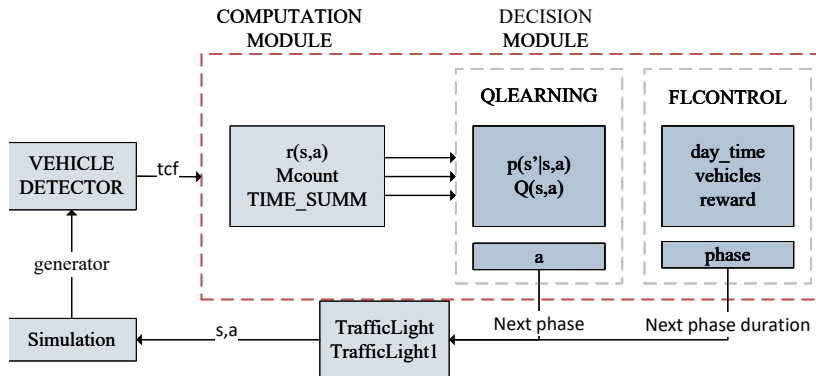 COMPUTATION
MODULE
DECISION
MODULE
QLEARNING
FLCONTROL
VEHICLE
DETECTOR
tcf
r(s,a)
Mcount
TIME_SUMM
p(s’|s,a)
Q(s,a)
day_time
vehicles
reward
a
phase
generator
Simulation
s,a
TrafficLight
TrafficLight1
Next phase
Next phase duration